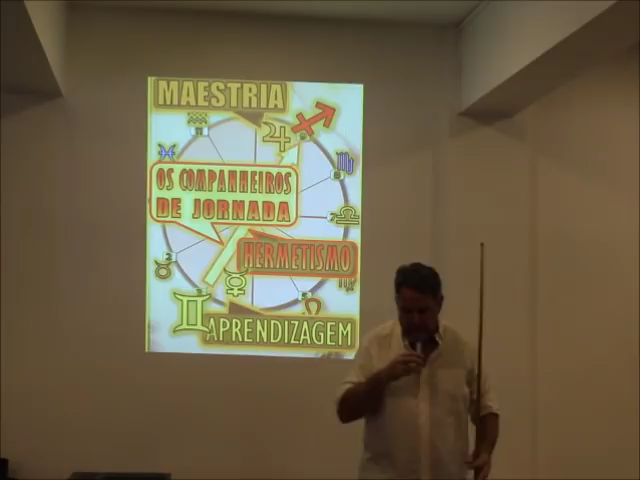 MAESTRIA
OS COMPANHEIROS
DE JORNADA
HERMETISMO
APRENDIZAGEM